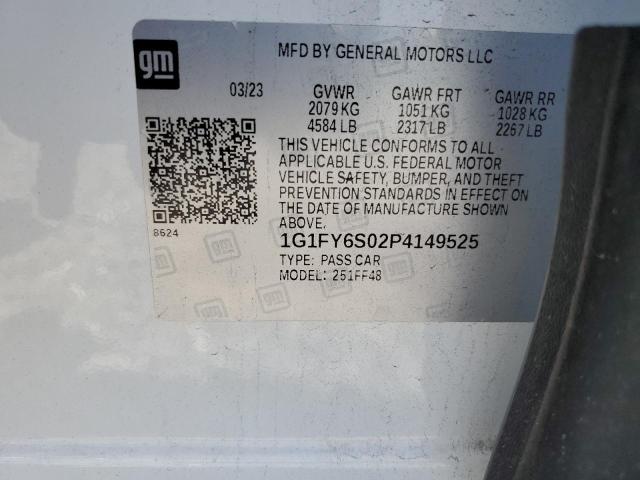 gm
MFD BY GENERAL MOTORS LLC
03/23 GVWR GAWR FRT GAWR RR
2079 KG 1051 KG 1028 KG
4584 LB 2317 LB 2267 LB
THIS VEHICLE CONFORMS TO ALL
APPLICABLE U.S. FEDERAL MOTOR
VEHICLE SAFETY, BUMPER, AND THEFT
PREVENTION STANDARDS IN EFFECT ON
THE DATE OF MANUFACTURE SHOWN
ABOVE.
8624
1G1FY6S02P4149525
TYPE: PASS CAR
MODEL: 251FF48